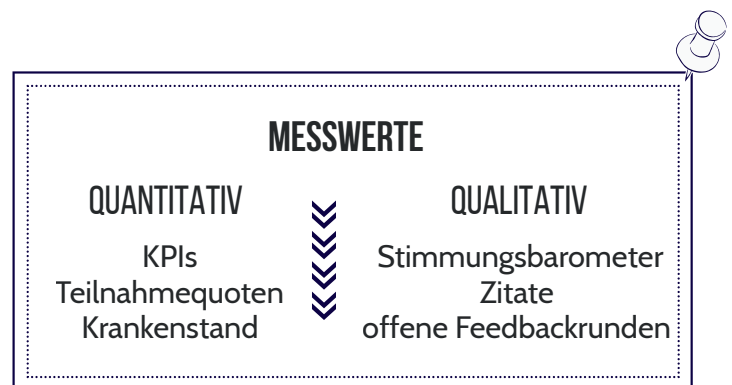 MESSWERTE
QUANTITATIV
KPIs
Teilnahmequoten
Krankenstand
QUALITATIV
Stimmungsbarometer
Zitate
offene Feedbackrunden